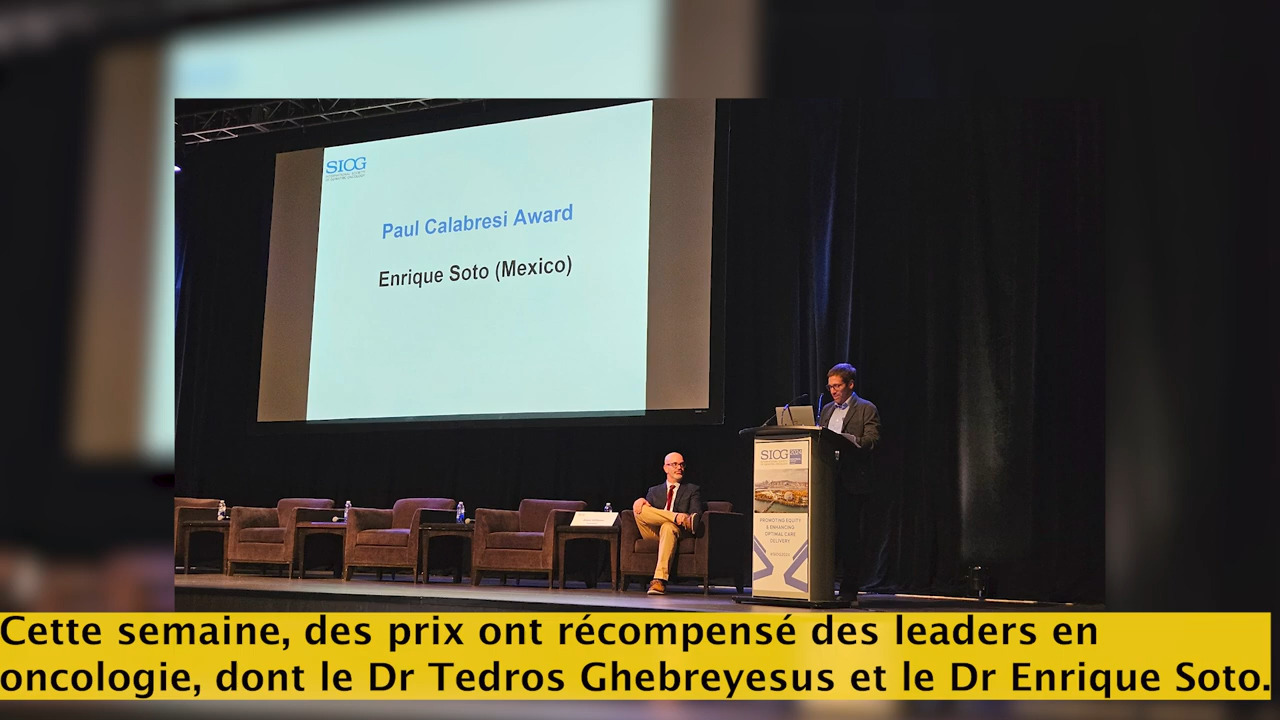 SIOG
Paul Calabresi Award
Enrique Soto (Mexico)
SIOG
2024
PROMOTING EQUITY
& ENHANCING
OPTIMAL CARE
DELIVERY
Cette semaine, des prix ont récompensé des leaders en
oncologie, dont le Dr Tedros Ghebreyesus et le Dr Enrique Soto.